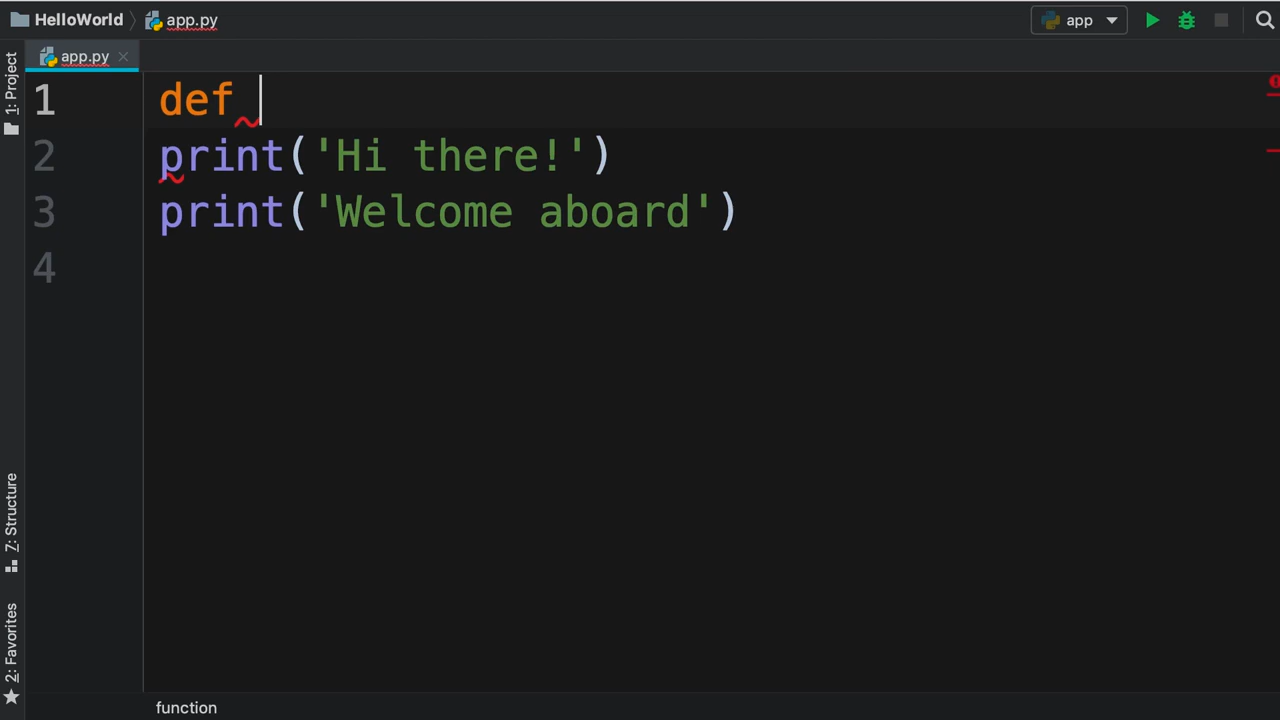 HelloWorld app.py app
app.py
1: Project
1 def
2 print('Hi there!')
3 print('Welcome aboard')
4
7: Structure
2: Favorites
function